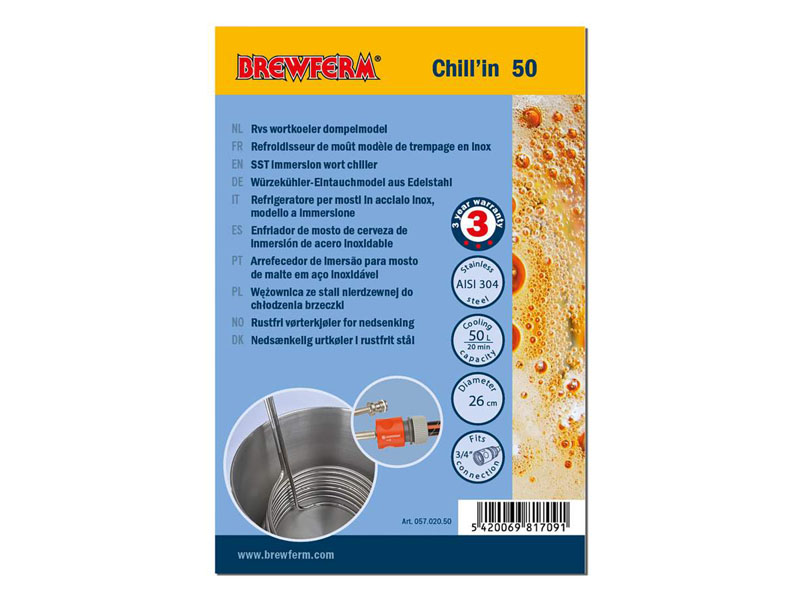 BREWFERM®
Chill'in 50
NL Rvs wortkoeler dompelmodel
FR Refroidisseur de moût modèle de trempage en inox
EN SST immersion wort chiller
DE Würzekühler-Eintauchmodel aus Edelstahl
IT Refrigeratore per mosti in acciaio inox,
modello a immersione
ES Enfriador de mosto de cerveza de
inmersión de acero inoxidable
PT Arrefecedor de imersão para mosto
de malte em aço inoxidável
PL Wężownica ze stali nierdzewnej do
chłodzenia brzeczki
NO Rustfri vørterkjøler for nedsenking
DK Nedsænkelig urtkøler i rustfrit stål
3 year warranty
3
Stainless
AISI 304
steel
Cooling
50 L
20 min
capacity
Diameter
26 cm
Fits
3/4"
connection
Art. 057.020.50
5 420069 817091
www.brewferm.com